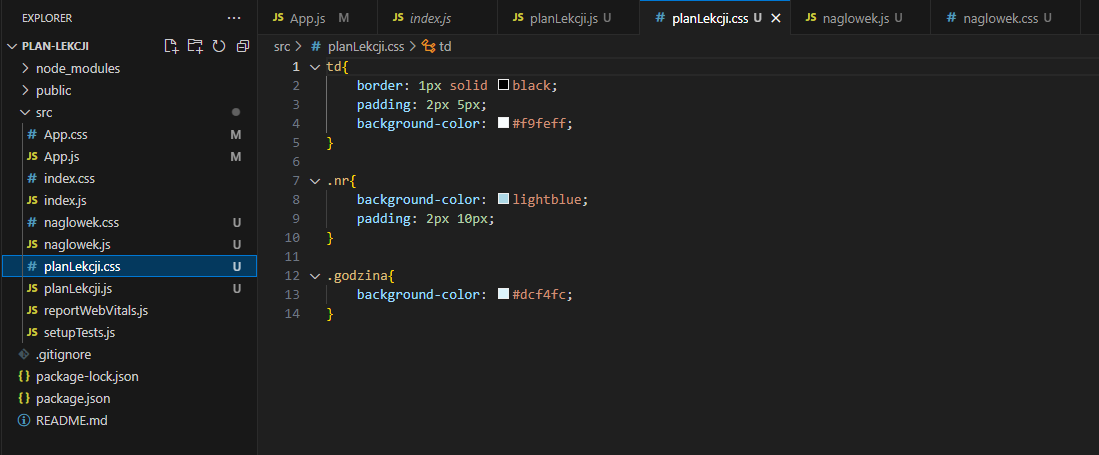 EXPLORER ...
PLAN-LEKCJI
node_modules
public
src
# App.css M
JS App.js M
# index.css
JS index.js
# naglowek.css U
JS naglowek.js
# planLekcji.css U
JS planLekcji.js U
JS reportWebVitals.js
JS setupTests.js
.gitignore
{} package-lock.json
{} package.json
README.md
JS App.js M
JS index.js
JS planLekcji.js U
# planLekcji.css U
JS naglowek.js U
# naglowek.css U
src > # planLekcji.css > td
1 td{
2 border: 1px solid black;
3 padding: 2px 5px;
4 background-color: #f9feff;
5 }
6
7 .nr{
8 background-color: lightblue;
9 padding: 2px 10px;
10 }
11
12 .godzina{
13 background-color: #dcf4fc;
14 }